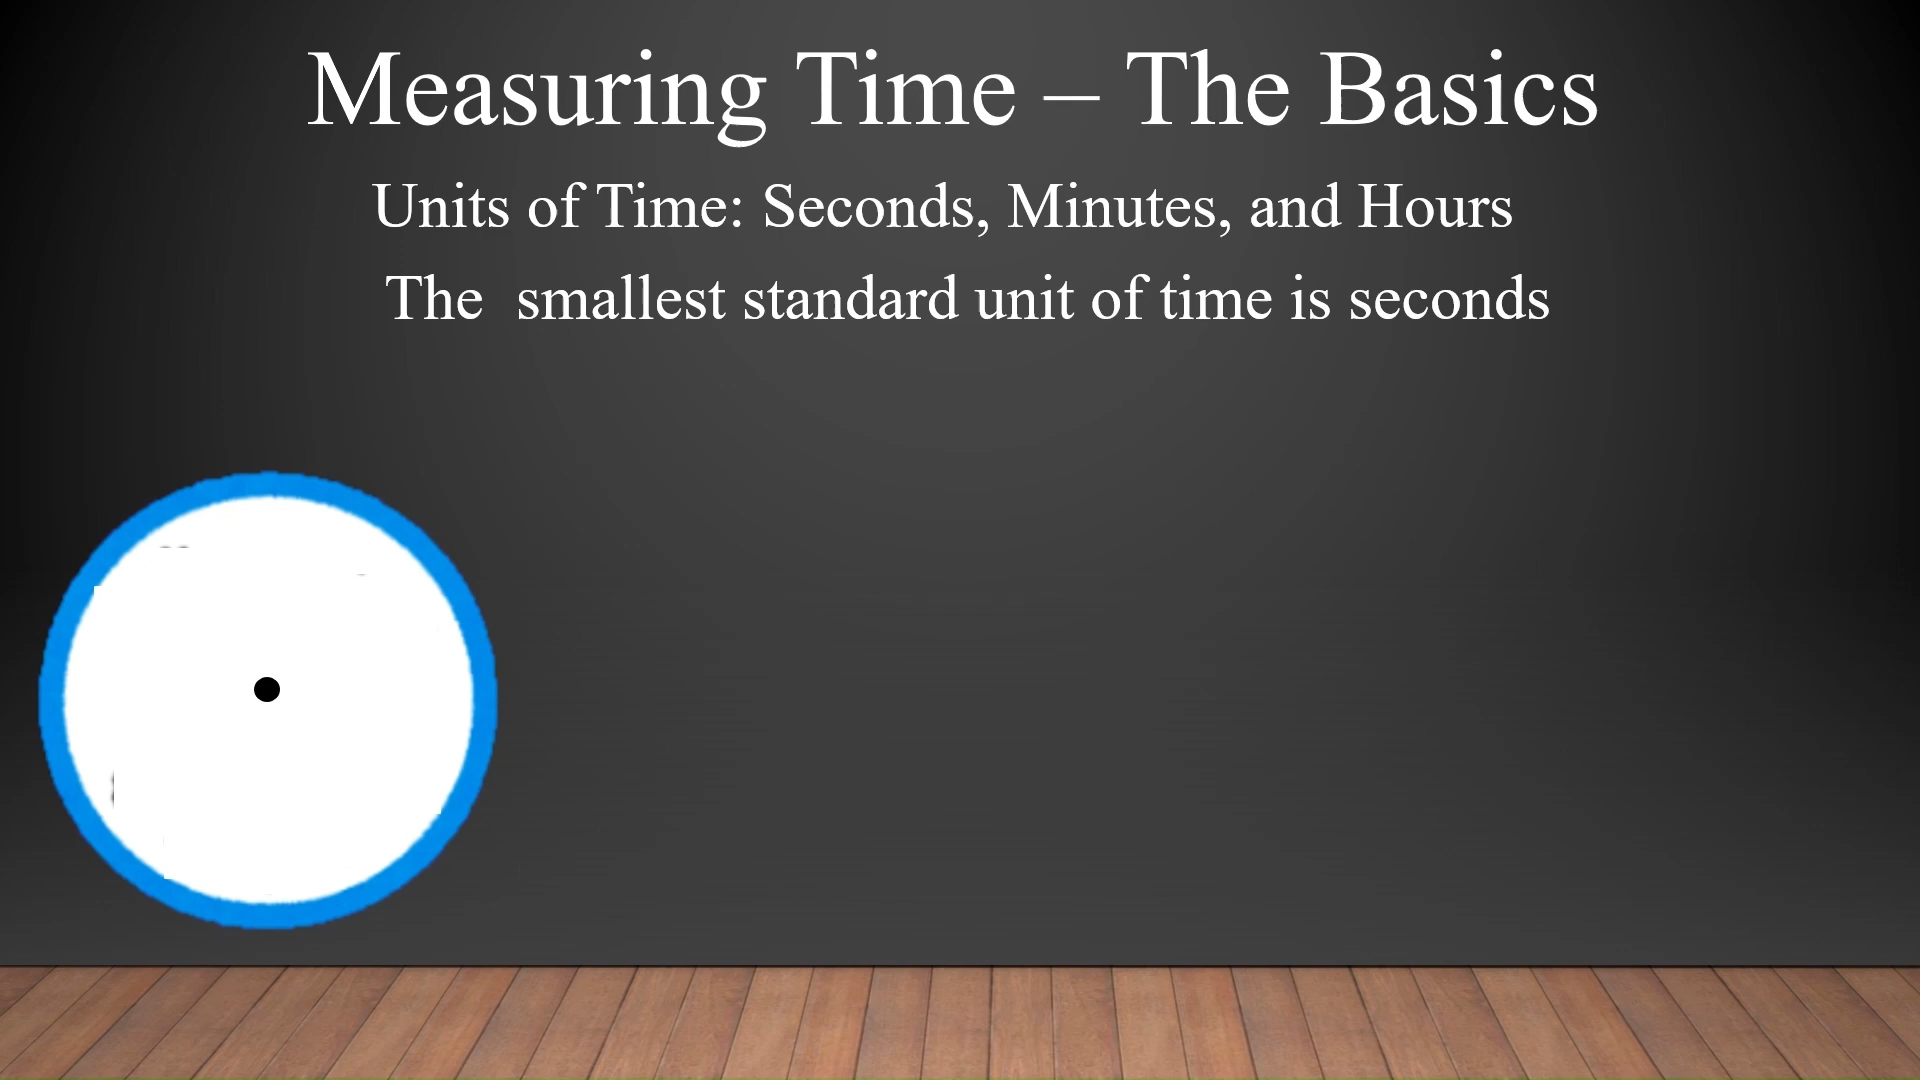 Measuring Time – The Basics
Units of Time: Seconds, Minutes, and Hours
The  smallest standard unit of time is seconds